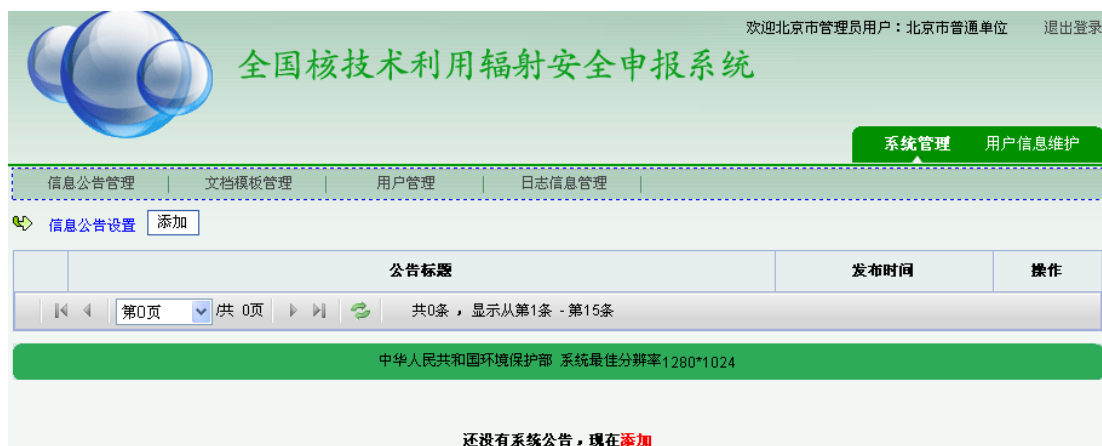 欢迎北京市管理员用户：北京市普通单位 退出登录
全国核技术利用辐射安全申报系统
系统管理 用户信息维护
信息公告管理 | 文档模板管理 | 用户管理 | 日志信息管理 |
信息公告设置 添加
公告标题 发布时间 操作
第0页 /共 0页 共0条，显示从第1条 - 第15条
中华人民共和国环境保护部 系统最佳分辨率1280*1024
还没有系统公告，现在添加